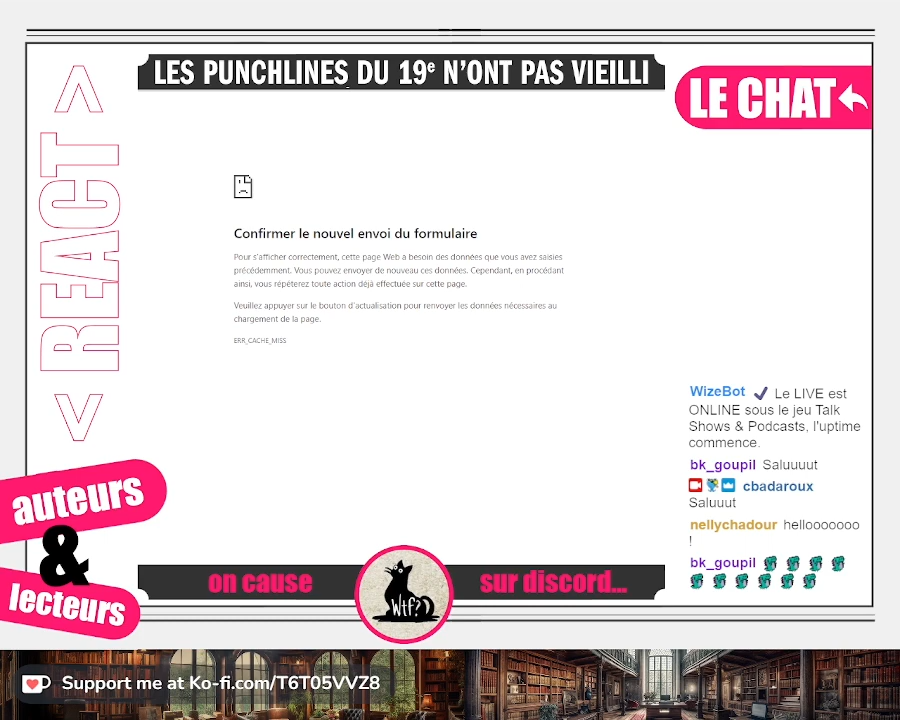 LES PUNCHLINES DU 19e N'ONT PAS VIEILLI
LE CHAT
< REACT >
Confirmer le nouvel envoi du formulaire
Pour s'afficher correctement, cette page Web a besoin des données que vous avez saisies
précédemment. Vous pouvez envoyer de nouveau ces données. Cependant, en procédant
ainsi, vous répéterez toute action déjà effectuée sur cette page.
Veuillez appuyer sur le bouton d'actualisation pour renvoyer les données nécessaires au
chargement de la page.
ERR_CACHE_MISS
WizeBot Le LIVE est
ONLINE sous le jeu Talk
Shows & Podcasts, l'uptime
commence.
bk_goupil Saluuuut
cbadaroux
Saluuut
nellychadour hellooooooo
!
bk_goupil
auteurs
&
lecteurs
on cause
Wtf?
sur discord...
Support me at Ko-fi.com/T6T05VVZ8